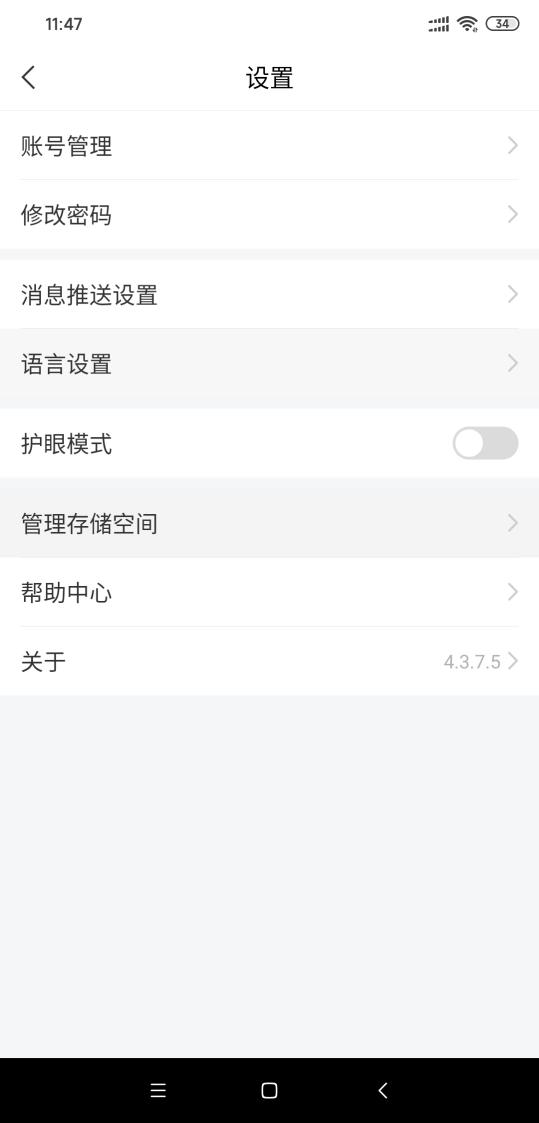 11:47
34
设置
账号管理
修改密码
消息推送设置
语言设置
护眼模式
管理存储空间
帮助中心
关于 4.3.7.5